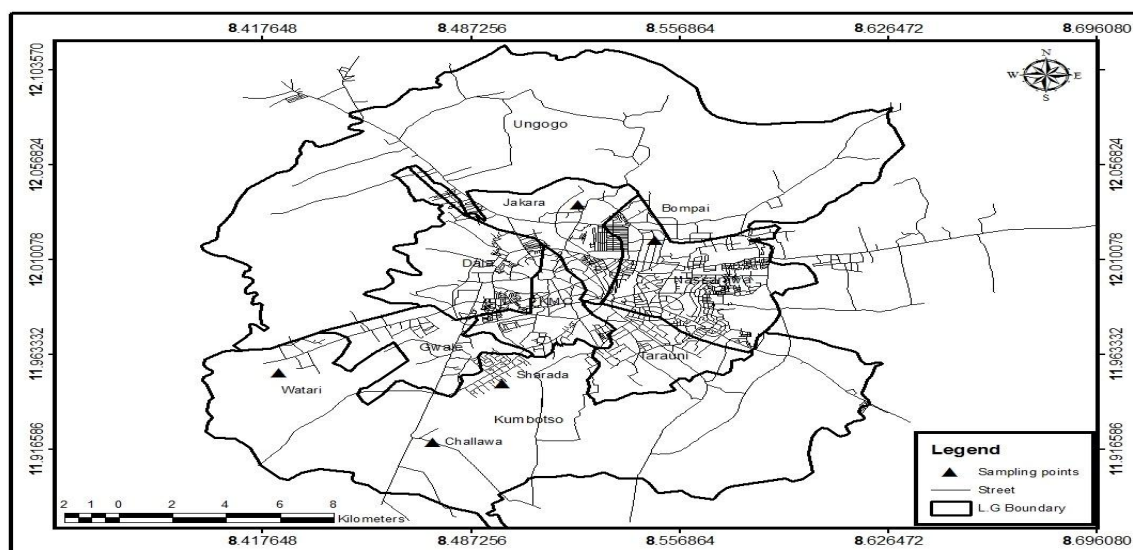 8.417648 8.487256 8.556864 8.626472 8.696080
12.103570 12.103570
N
W E
S
Ungogo
12.056824 12.056824
Jakara Bompai
12.010078 12.010078
Dala
Nassarawa
KMC
11.963332 11.963332
Gwale Tarauni
Sharada
Watari
Kumbotso
Challawa
11.916586 11.916586
Legend
Sampling points
Street
L.G Boundary
2 1 0 2 4 6 8
Kilometers
8.417648 8.487256 8.556864 8.626472 8.696080